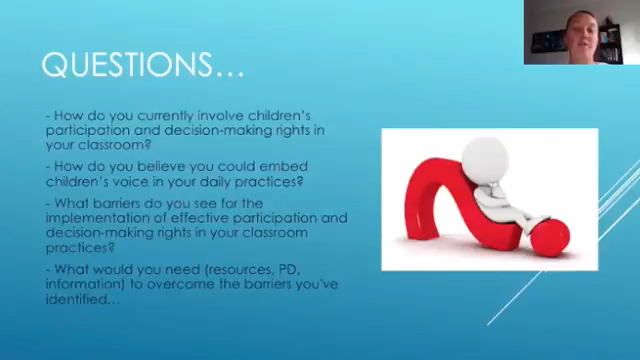 QUESTIONS...
- How do you currently involve children's
participation and decision-making rights in
your classroom?
- How do you believe you could embed
children's voice in your daily practices?
- What barriers do you see for the
implementation of effective participation and
decision-making rights in your classroom
practices?
- What would you need (resources, PD,
information) to overcome the barriers you've
identified...